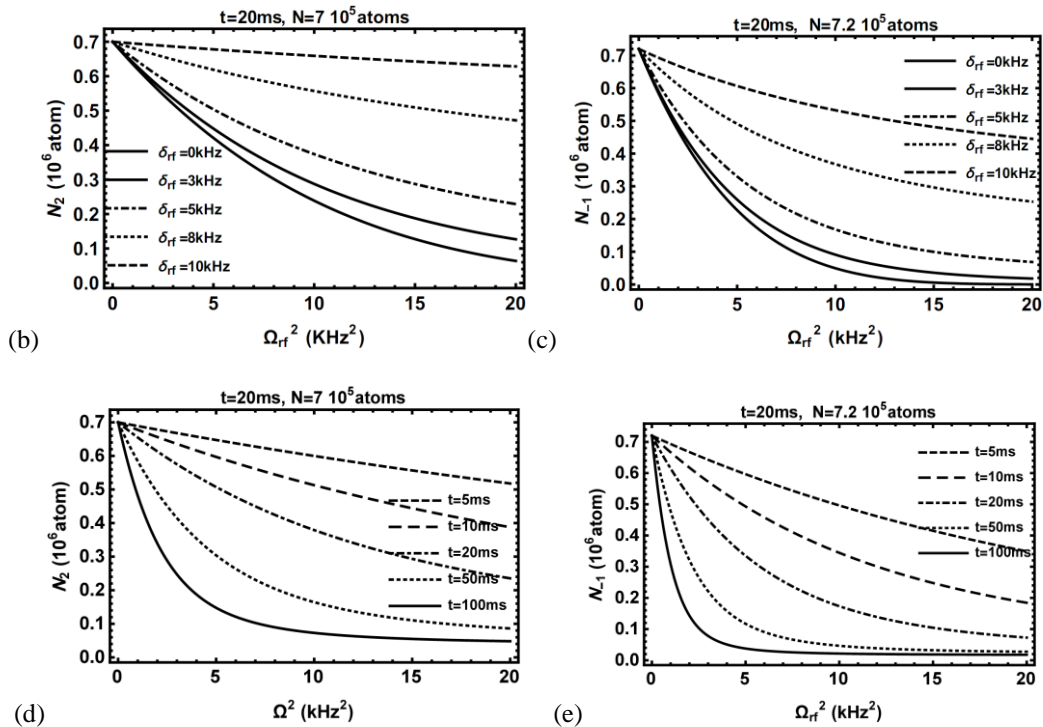 t=20ms, N=7 10⁵atoms
N₂ (10⁶atom)
0.7
0.6
0.5
0.4
0.3
0.2
0.1
0.0
δrf =0kHz
δrf =3kHz
δrf =5kHz
δrf =8kHz
δrf =10kHz
0 5 10 15 20
(b)
Ωrf² (KHz²)
t=20ms, N=7.2 10⁵atoms
N₋₁ (10⁶atom)
0.7
0.6
0.5
0.4
0.3
0.2
0.1
0.0
δrf =0kHz
δrf =3kHz
δrf =5kHz
δrf =8kHz
δrf =10kHz
0 5 10 15 20
(c)
Ωrf² (kHz²)
t=20ms, N=7 10⁵atoms
N₂ (10⁶atom)
0.7
0.6
0.5
0.4
0.3
0.2
0.1
0.0
t=5ms
t=10ms
t=20ms
t=50ms
t=100ms
0 5 10 15 20
(d)
Ω² (kHz²)
t=20ms, N=7.2 10⁵atoms
N₋₁ (10⁶atom)
0.7
0.6
0.5
0.4
0.3
0.2
0.1
0.0
t=5ms
t=10ms
t=20ms
t=50ms
t=100ms
0 5 10 15 20
(e)
Ωrf² (kHz²)